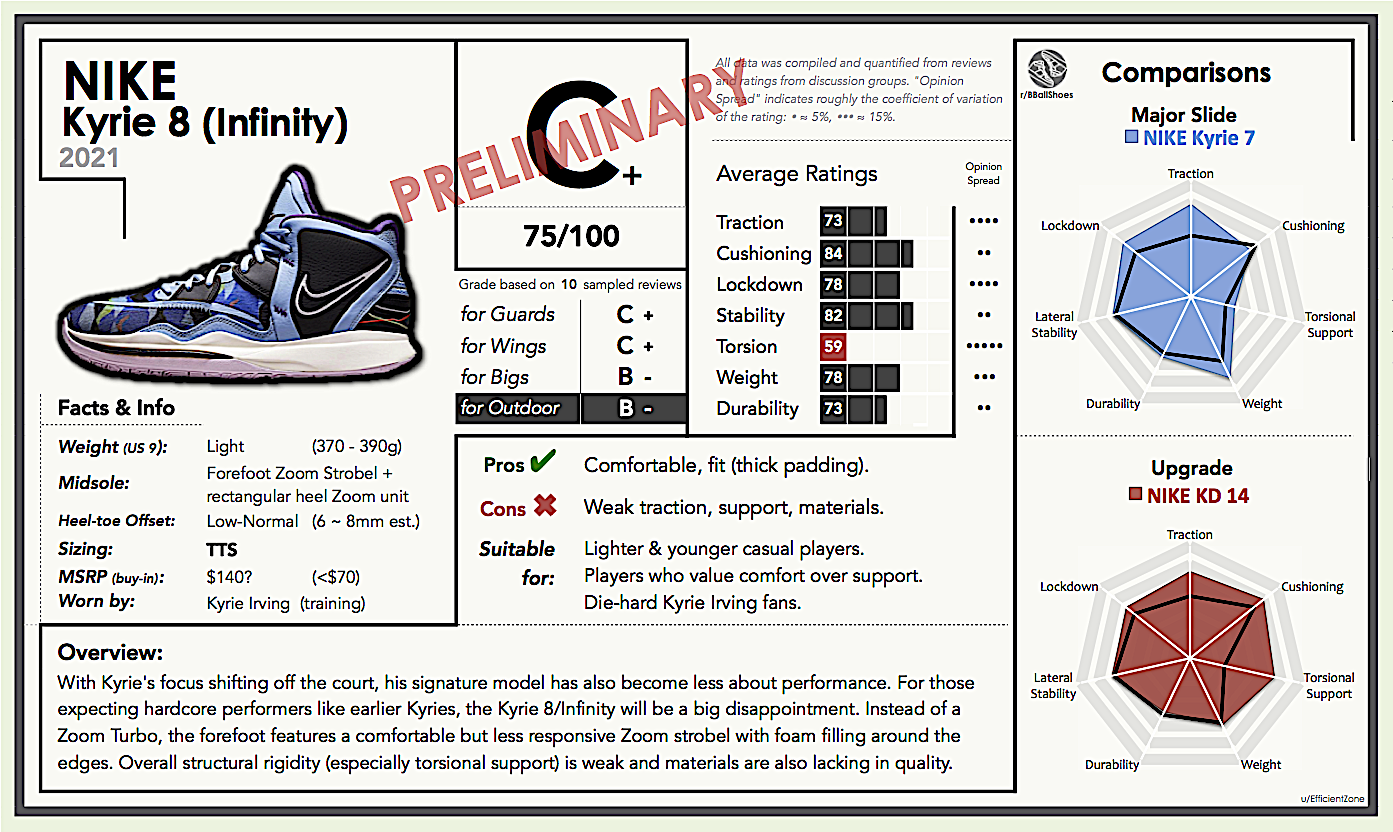 NIKE
Kyrie 8 (Infinity)
2021
PRELIMINARY
C+
75/100
Grade based on 10 sampled reviews
for Guards C +
for Wings C +
for Bigs B -
for Outdoor B -
All data was compiled and quantified from reviews
and ratings from discussion groups. "Opinion
Spread" indicates roughly the coefficient of variation
of the rating: • ≈ 5%, ••• ≈ 15%.
Average Ratings
Opinion
Spread
Traction 73 ••••
Cushioning 84 ••
Lockdown 78 ••••
Stability 82 ••
Torsion 59 •••••
Weight 78 •••
Durability 73 ••
Facts & Info
Weight (US 9): Light (370 - 390g)
Midsole: Forefoot Zoom Strobel +
rectangular heel Zoom unit
Heel-toe Offset: Low-Normal (6 ~ 8mm est.)
Sizing: TTS
MSRP (buy-in): $140? (<$70)
Worn by: Kyrie Irving (training)
Pros Comfortable, fit (thick padding).
Cons Weak traction, support, materials.
Suitable
for:
Lighter & younger casual players.
Players who value comfort over support.
Die-hard Kyrie Irving fans.
Overview:
With Kyrie's focus shifting off the court, his signature model has also become less about performance. For those
expecting hardcore performers like earlier Kyries, the Kyrie 8/Infinity will be a big disappointment. Instead of a
Zoom Turbo, the forefoot features a comfortable but less responsive Zoom strobel with foam filling around the
edges. Overall structural rigidity (especially torsional support) is weak and materials are also lacking in quality.
r/BBallShoes
Comparisons
Major Slide
NIKE Kyrie 7
Traction
Lockdown
Cushioning
Lateral
Stability
Torsional
Support
Durability
Weight
Upgrade
NIKE KD 14
Traction
Lockdown
Cushioning
Lateral
Stability
Torsional
Support
Durability
Weight
u/EfficientZone